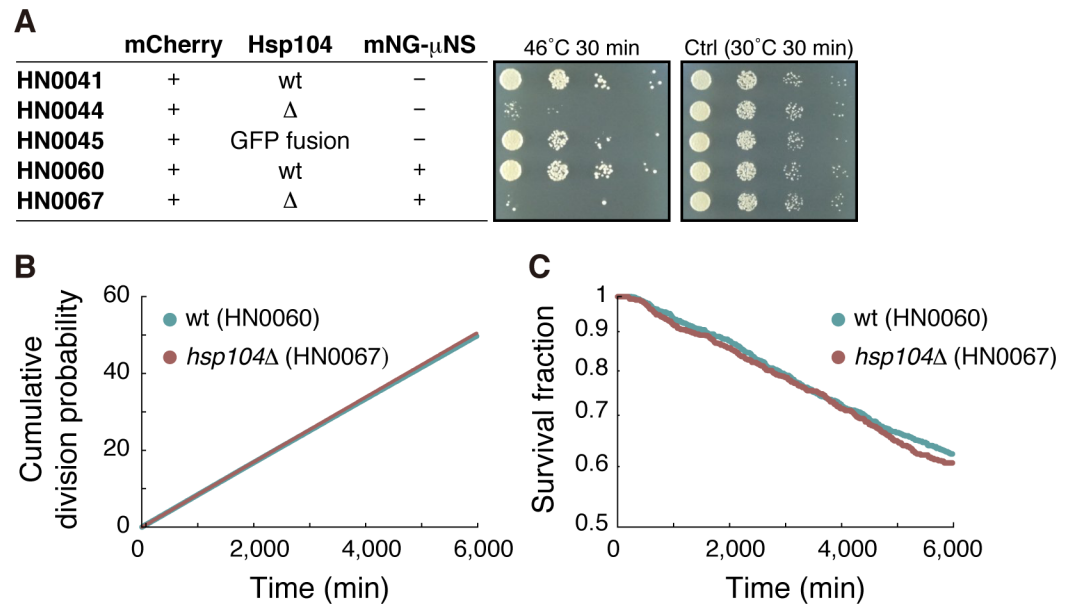 A
mCherry Hsp104 mNG-μNS 46˚C 30 min Ctrl (30˚C 30 min)
HN0041 + wt −
HN0044 + Δ −
HN0045 + GFP fusion −
HN0060 + wt +
HN0067 + Δ +
B
Cumulative
division probability
60
40
20
0
wt (HN0060)
hsp104Δ (HN0067)
0 2,000 4,000 6,000
Time (min)
C
Survival fraction
1
0.9
0.8
0.7
0.6
0.5
wt (HN0060)
hsp104Δ (HN0067)
0 2,000 4,000 6,000
Time (min)